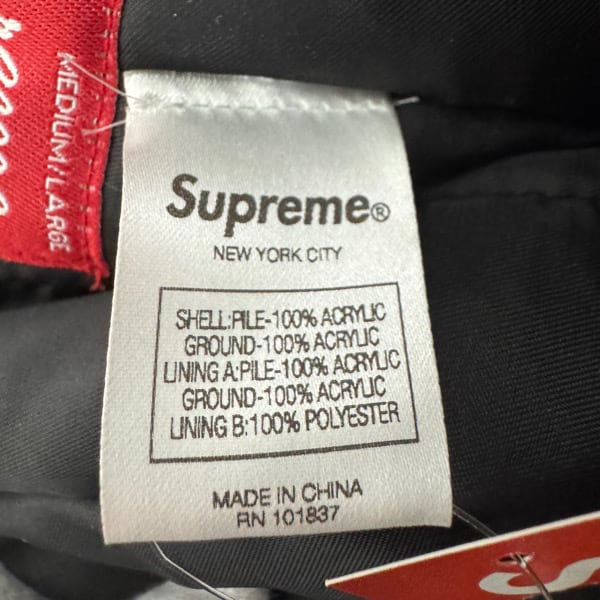 MEDIUM/LARGE
Supreme®
NEW YORK CITY
SHELL:PILE-100% ACRYLIC
GROUND-100% ACRYLIC
LINING A:PILE-100% ACRYLIC
GROUND-100% ACRYLIC
LINING B:100% POLYESTER
MADE IN CHINA
RN 101837